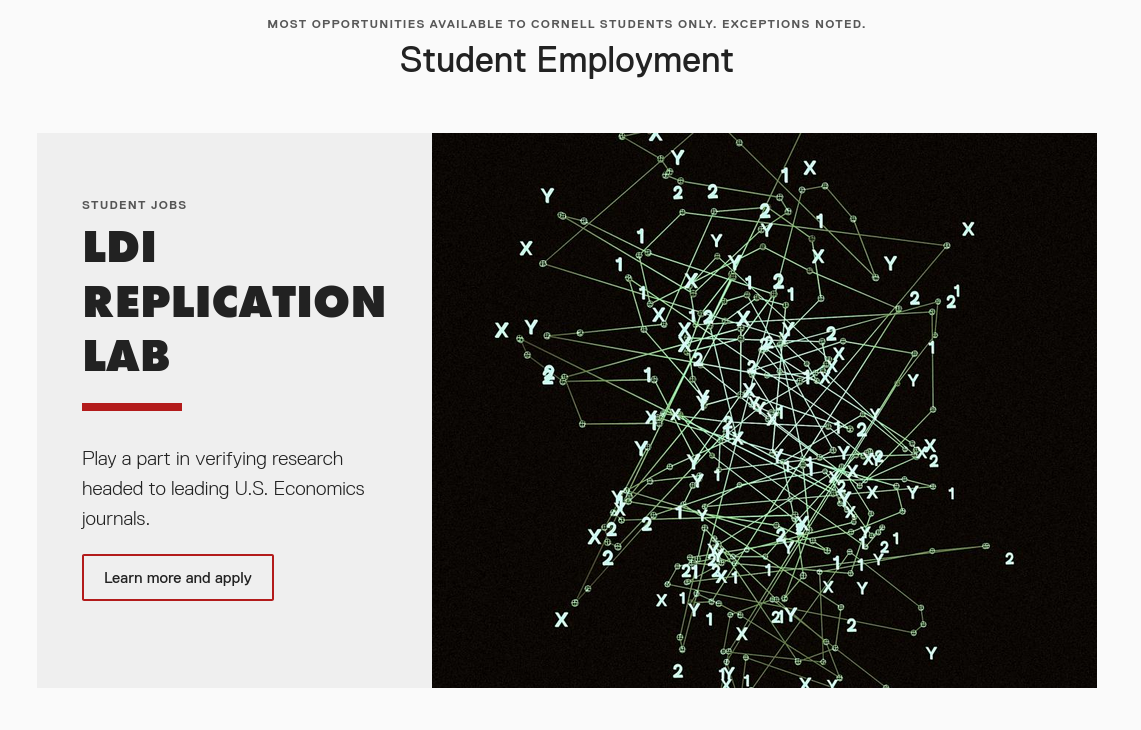 MOST OPPORTUNITIES AVAILABLE TO CORNELL STUDENTS ONLY. EXCEPTIONS NOTED.
Student Employment
STUDENT JOBS
LDI
REPLICATION
LAB
Play a part in verifying research
headed to leading U.S. Economics
journals.
Learn more and apply